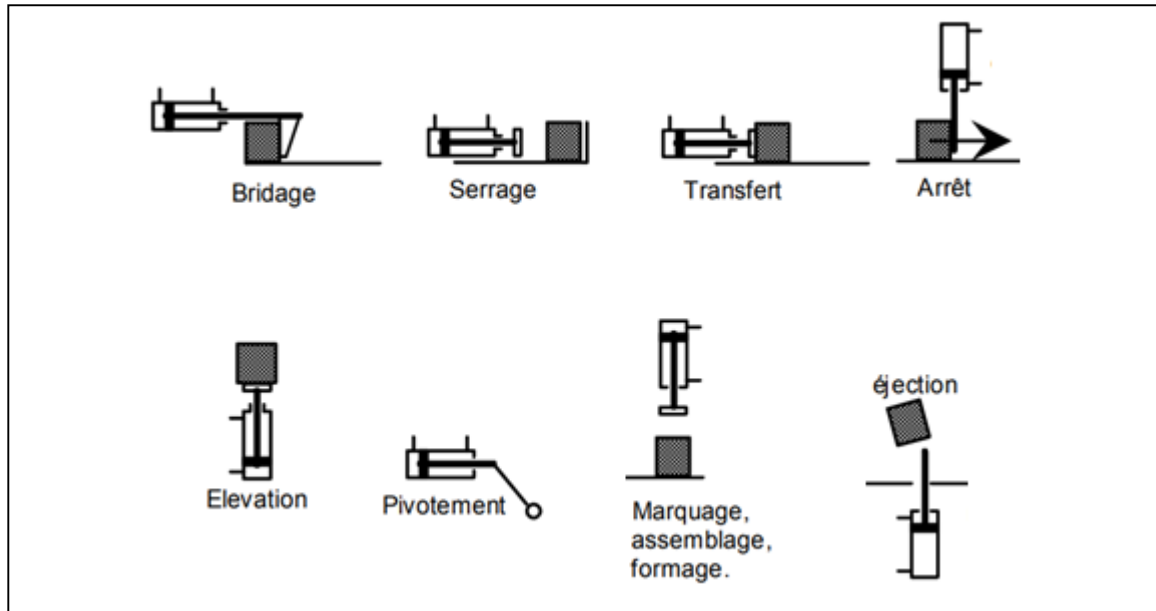 Bridage
Serrage
Transfert
Arrêt
éjection
Elevation
Pivotement
Marquage,
assemblage,
formage.